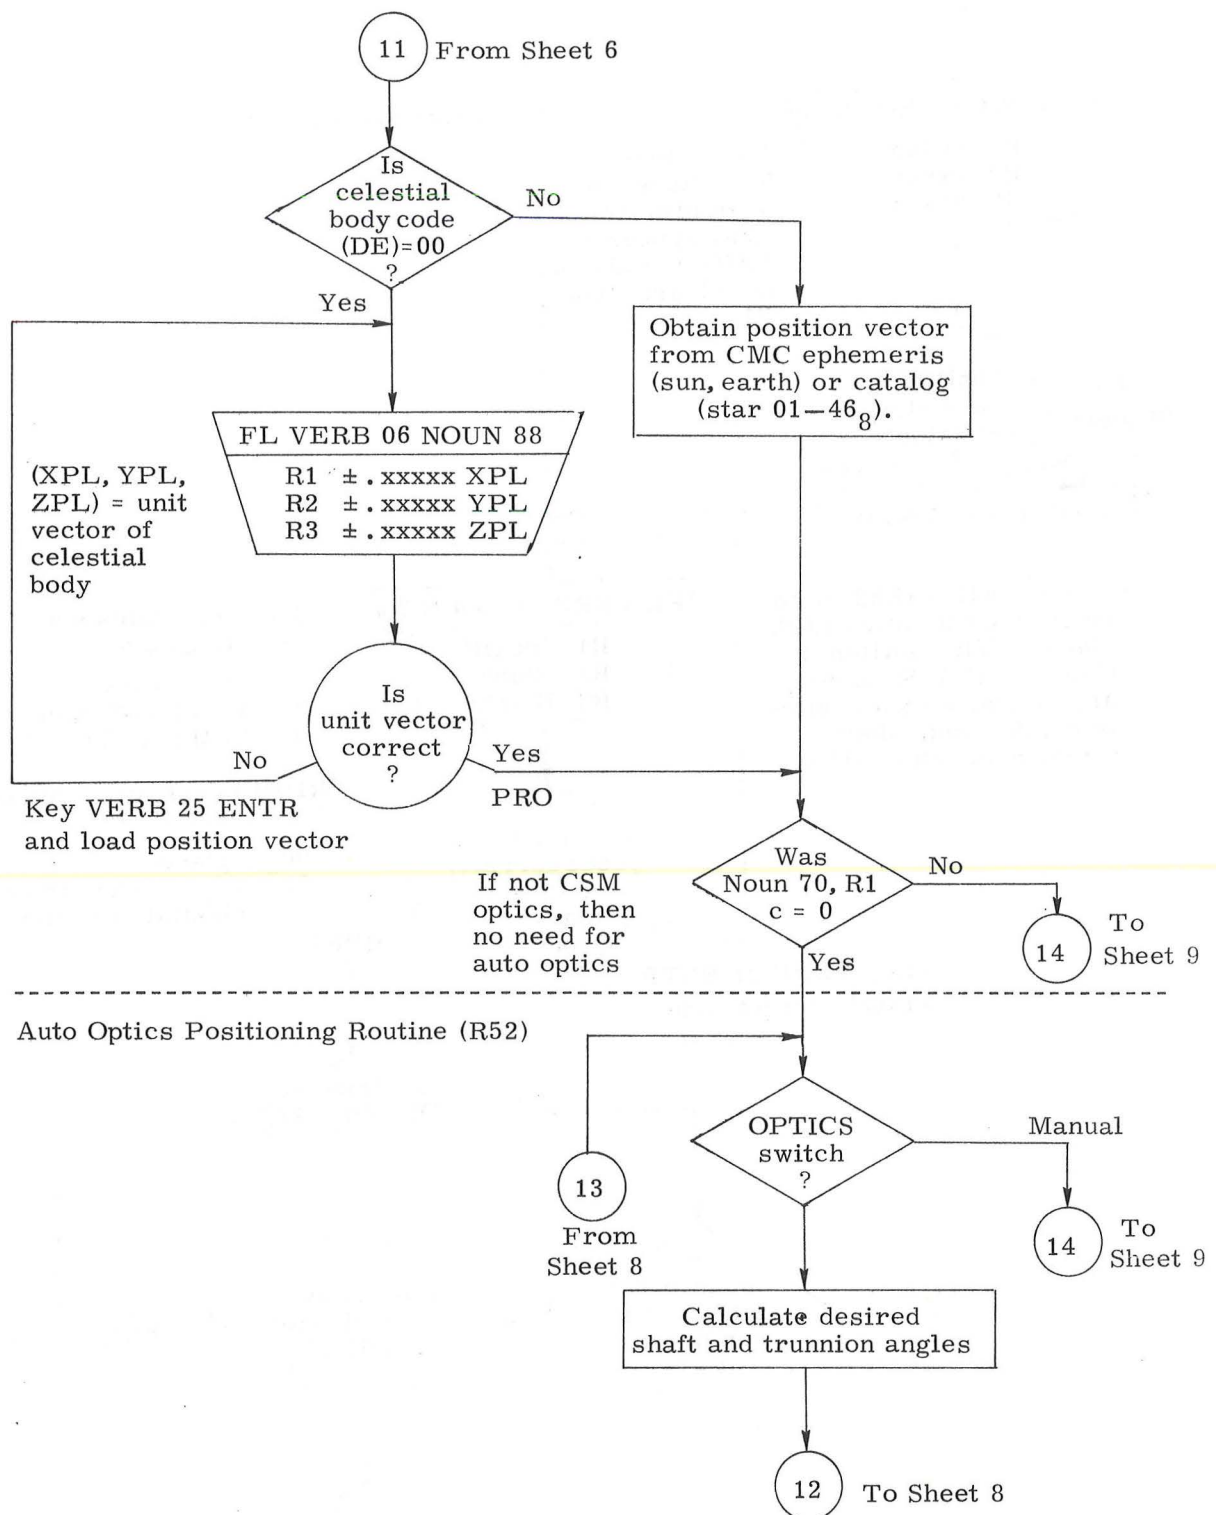 11 From Sheet 6
Is
celestial
body code
(DE)=00
?
No
Yes
Obtain position vector
from CMC ephemeris
(sun, earth) or catalog
(star 01—46₈).
FL VERB 06 NOUN 88
R1 ±.xxxxx XPL
R2 ±.xxxxx YPL
R3 ±.xxxxx ZPL
(XPL, YPL,
ZPL) = unit
vector of
celestial
body
Is
unit vector
correct
?
No
Yes
PRO
Key VERB 25 ENTR
and load position vector
Was
Noun 70, R1
c = 0
No
Yes
If not CSM
optics, then
no need for
auto optics
14
To
Sheet 9
Auto Optics Positioning Routine (R52)
OPTICS
switch
?
Manual
13
From
Sheet 8
14
To
Sheet 9
Calculate desired
shaft and trunnion angles
12 To Sheet 8